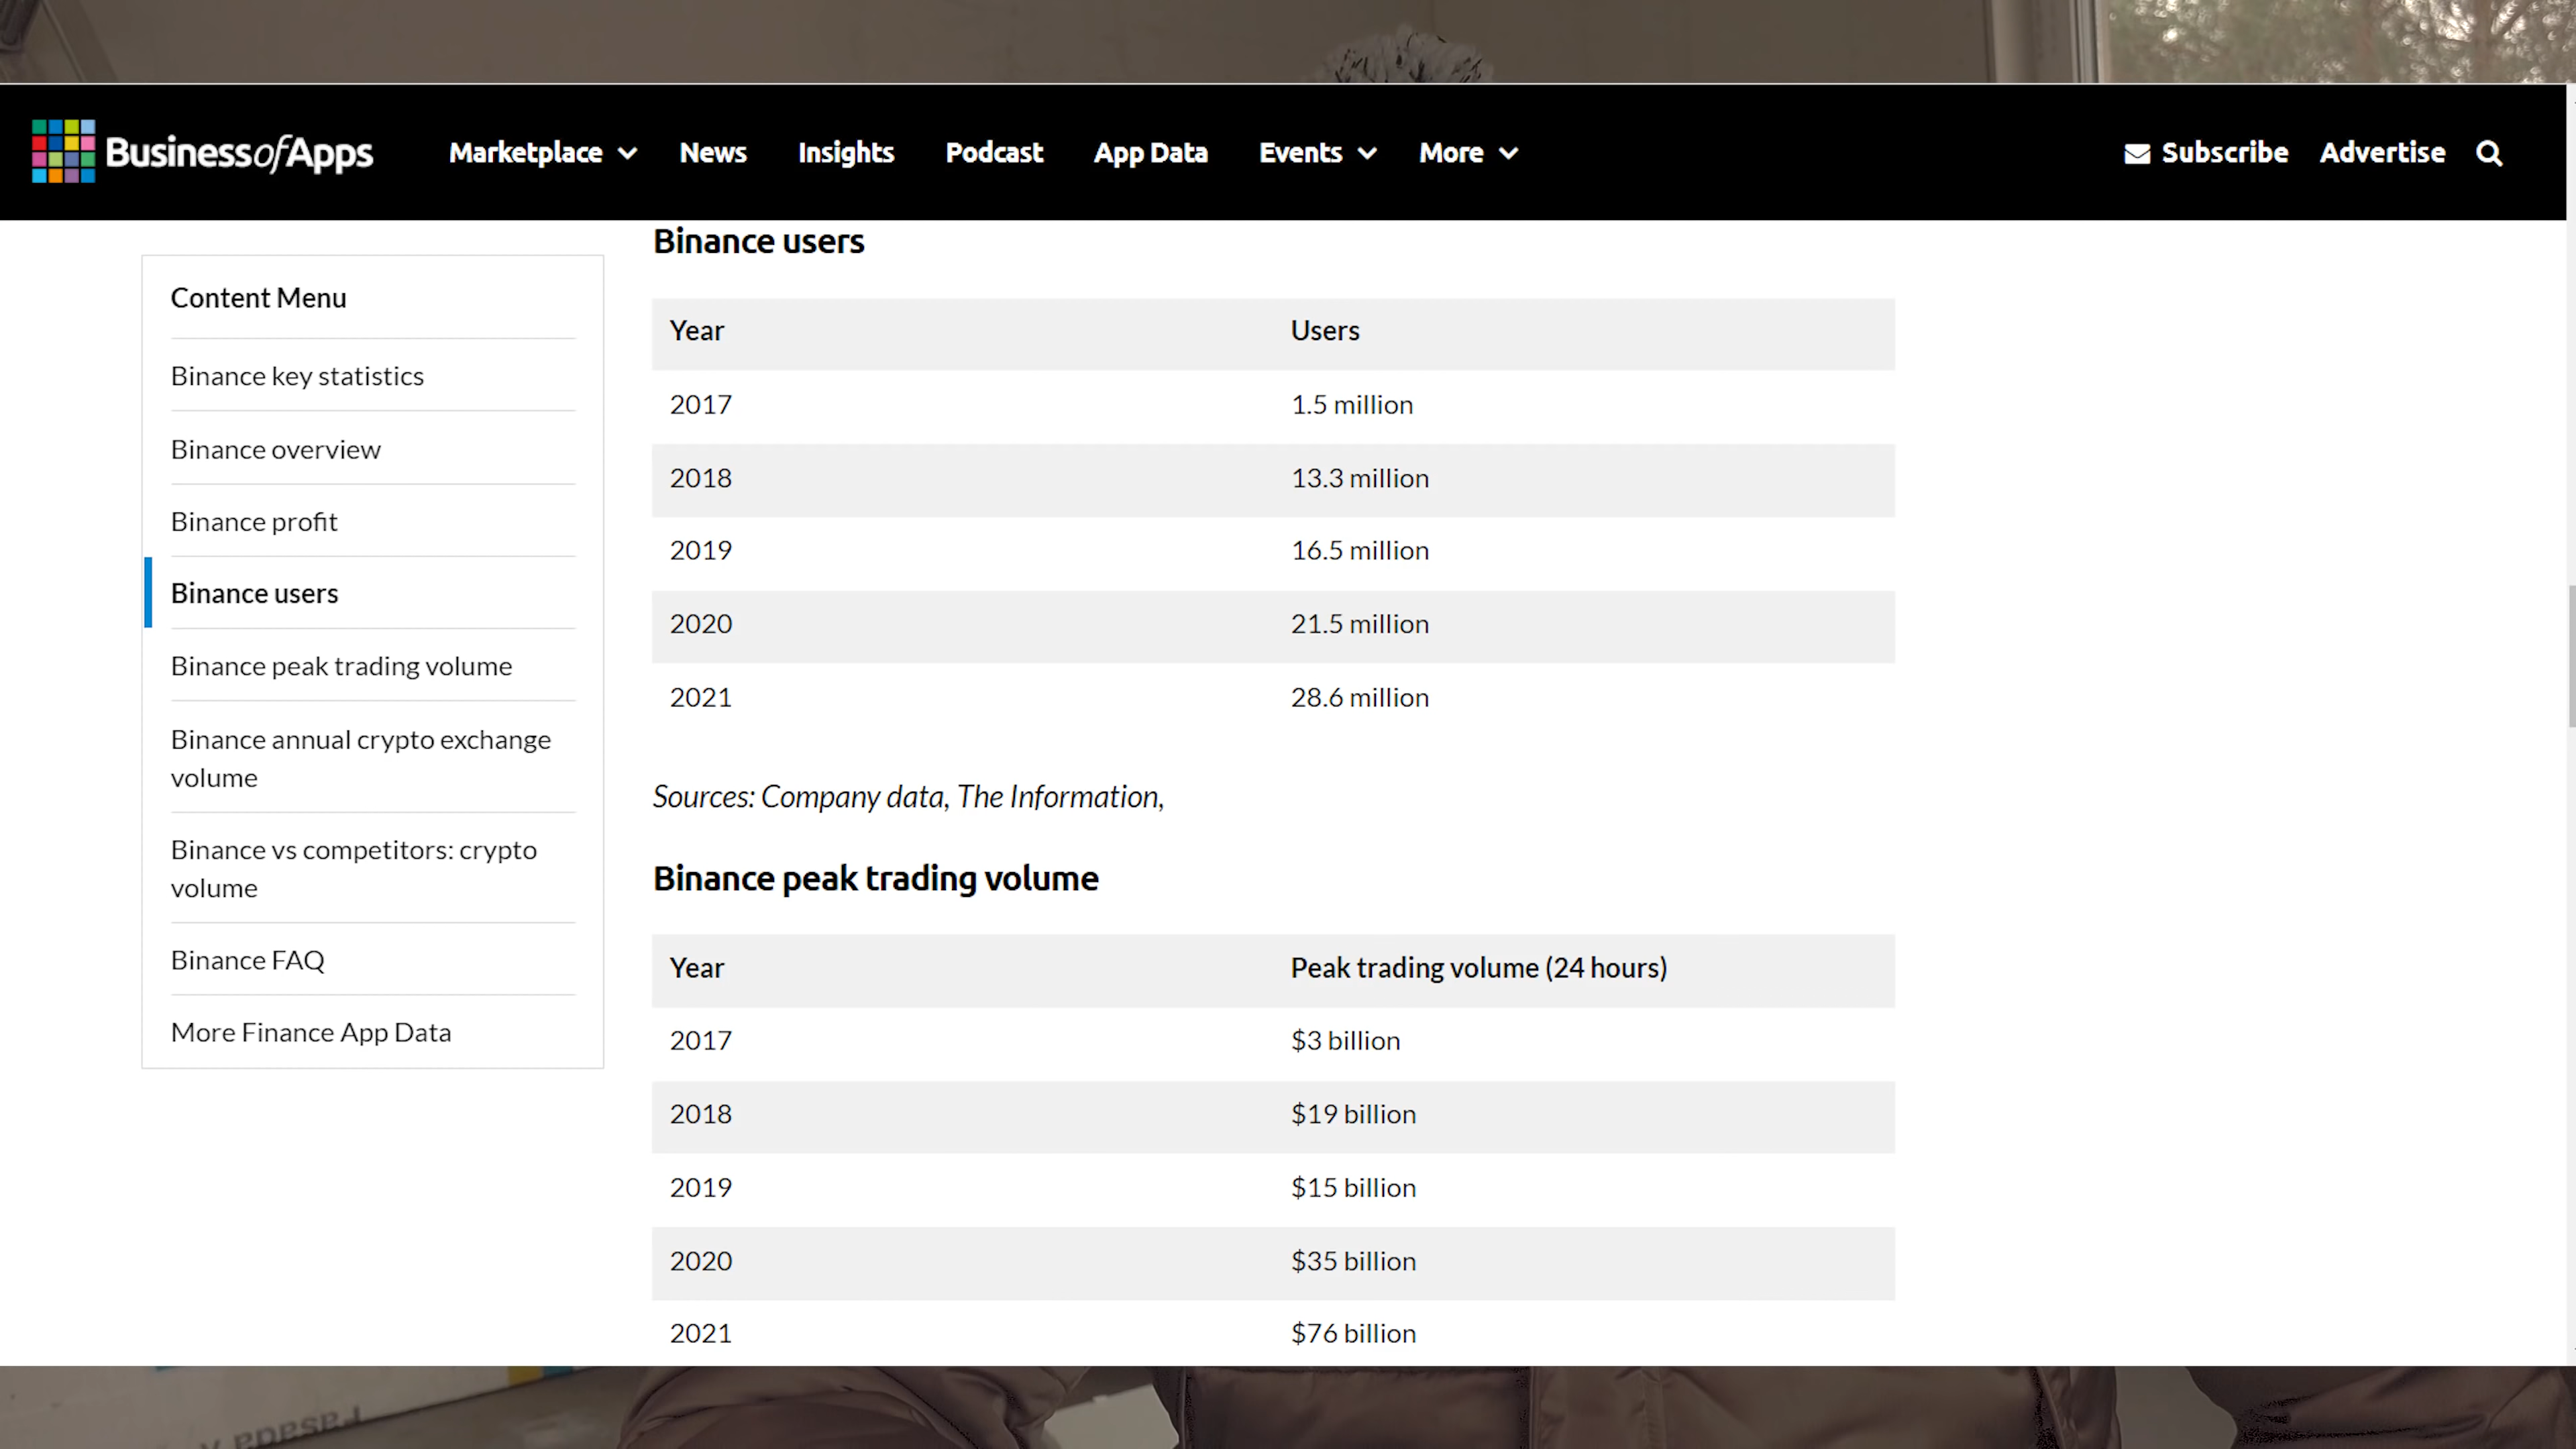 BusinessofApps Marketplace News Insights Podcast App Data Events More Subscribe Advertise
Content Menu
Binance key statistics
Binance overview
Binance profit
Binance users
Binance peak trading volume
Binance annual crypto exchange
volume
Binance vs competitors: crypto
volume
Binance FAQ
More Finance App Data
Binance users
Year Users
2017 1.5 million
2018 13.3 million
2019 16.5 million
2020 21.5 million
2021 28.6 million
Sources: Company data, The Information,
Binance peak trading volume
Year Peak trading volume (24 hours)
2017 $3 billion
2018 $19 billion
2019 $15 billion
2020 $35 billion
2021 $76 billion